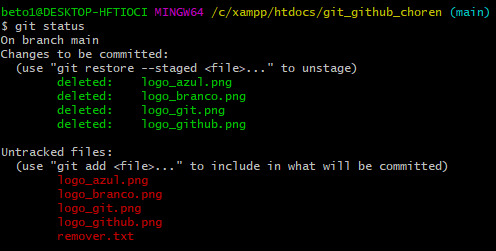 beto1@DESKTOP-HFTIOCI MINGW64 /c/xampp/htdocs/git_github_choren (main)
$ git status
On branch main
Changes to be committed:
  (use "git restore --staged <file>..." to unstage)
        deleted:    logo_azul.png
        deleted:    logo_branco.png
        deleted:    logo_git.png
        deleted:    logo_github.png
Untracked files:
  (use "git add <file>..." to include in what will be committed)
        logo_azul.png
        logo_branco.png
        logo_git.png
        logo_github.png
        remover.txt